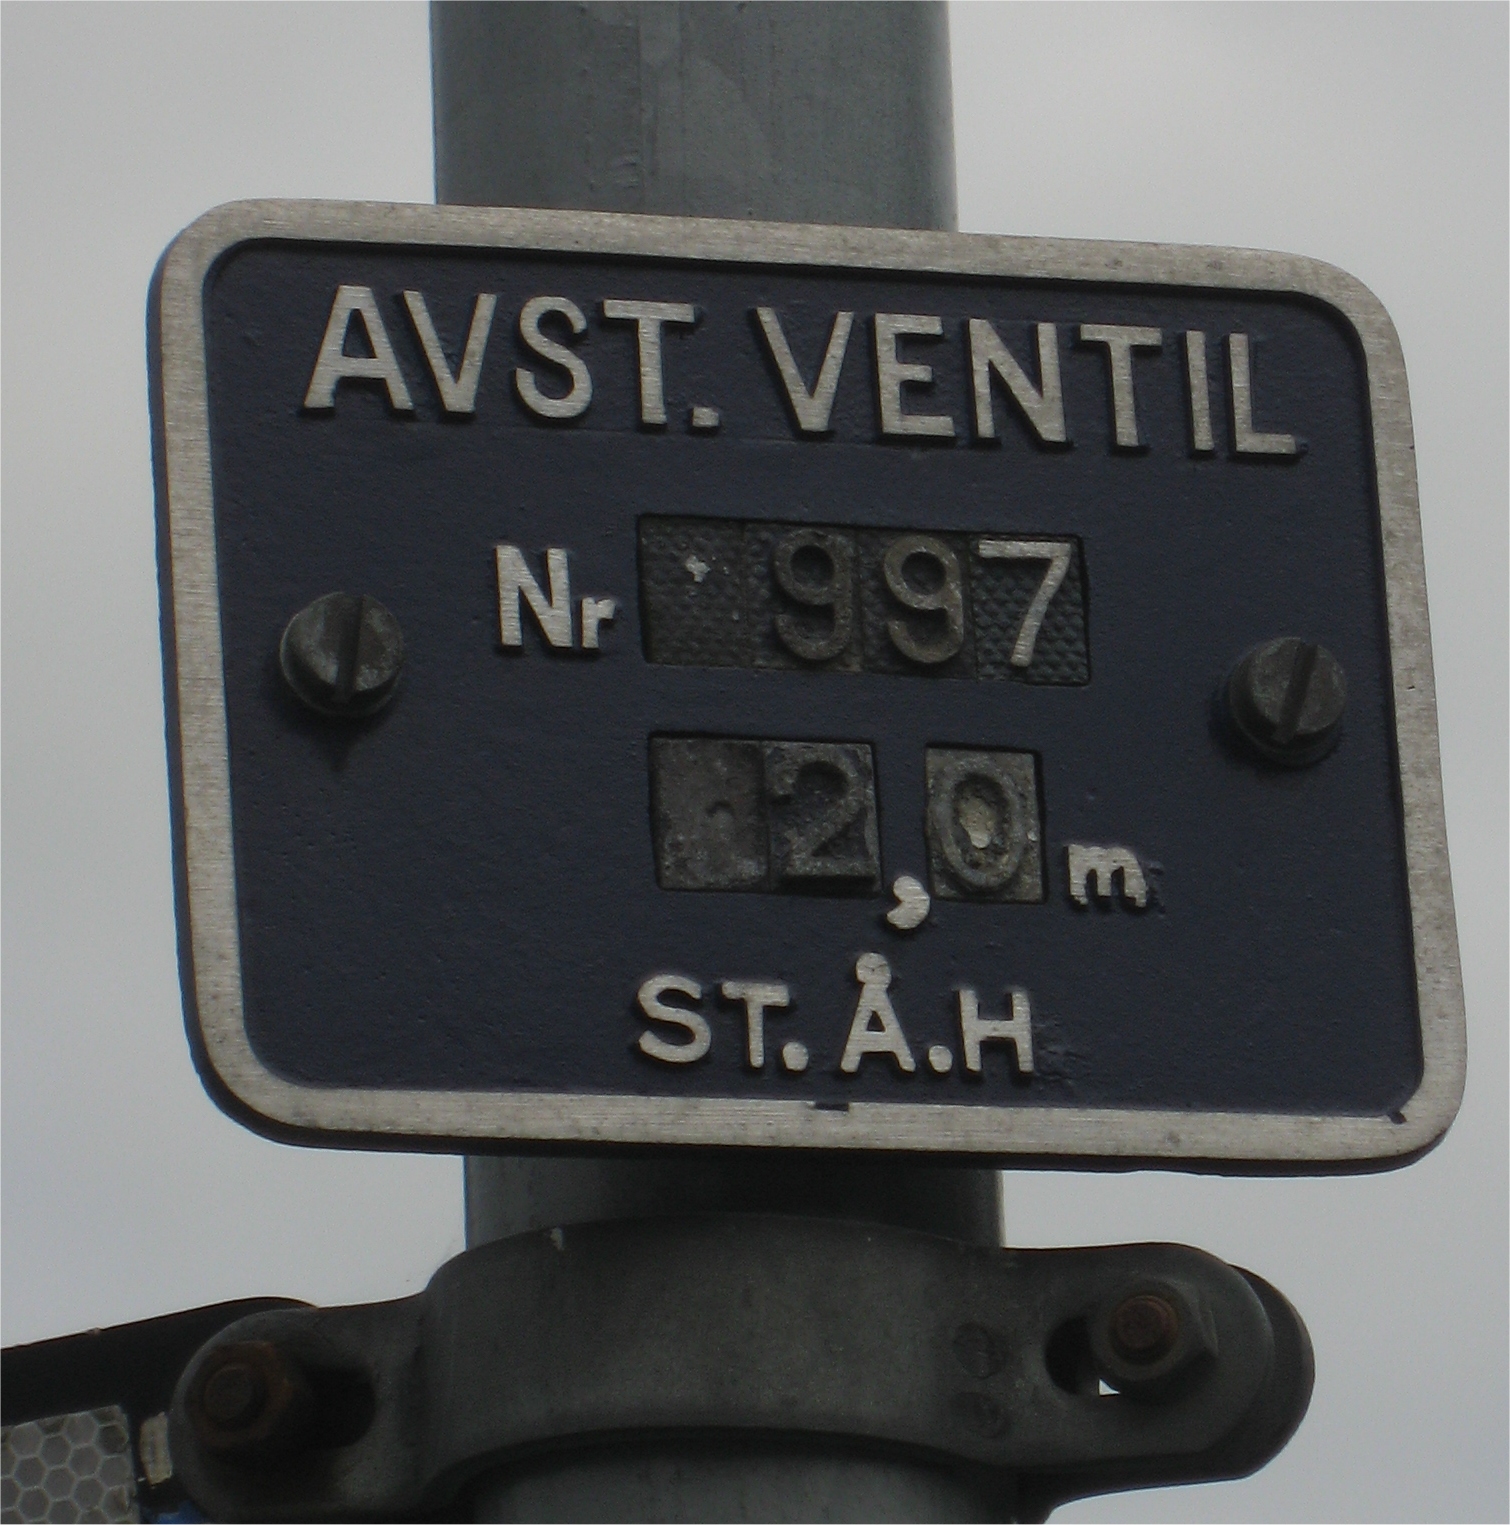 AVST. VENTIL
Nr 997
2,0 m
ST. Å.H